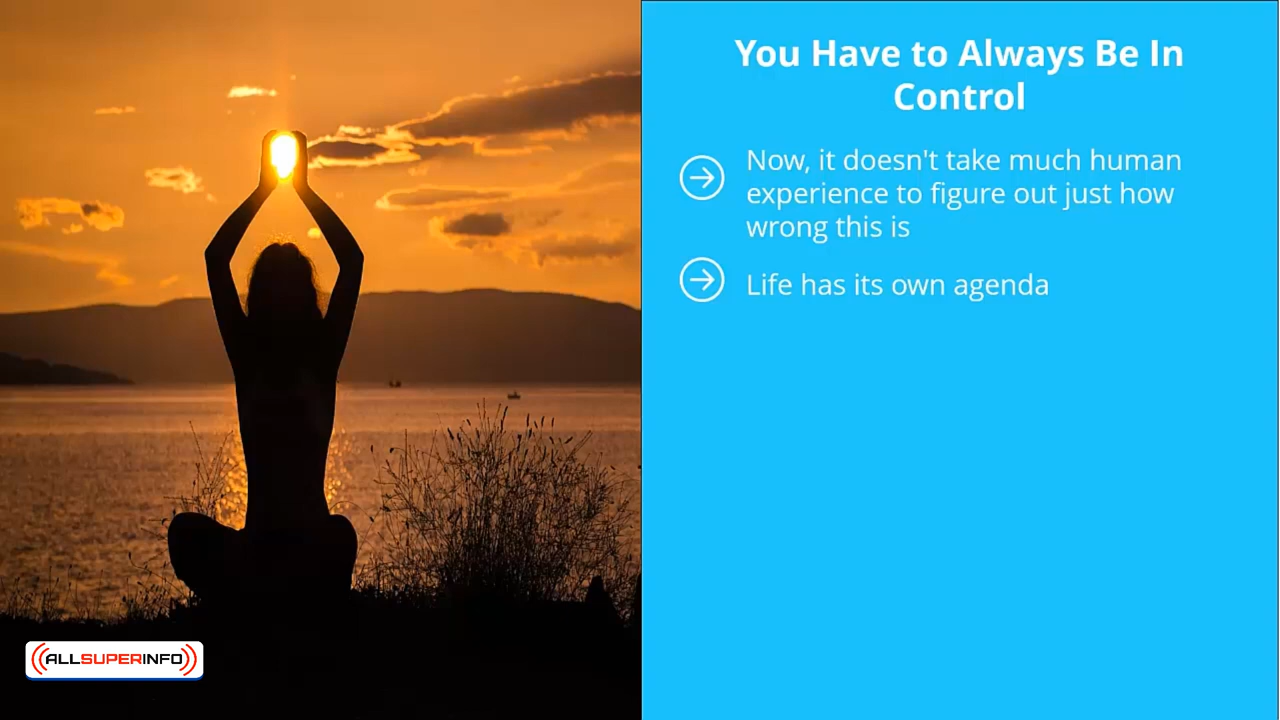 You Have to Always Be In
Control
Now, it doesn't take much human
experience to figure out just how
wrong this is
Life has its own agenda
ALLSUPERINFO